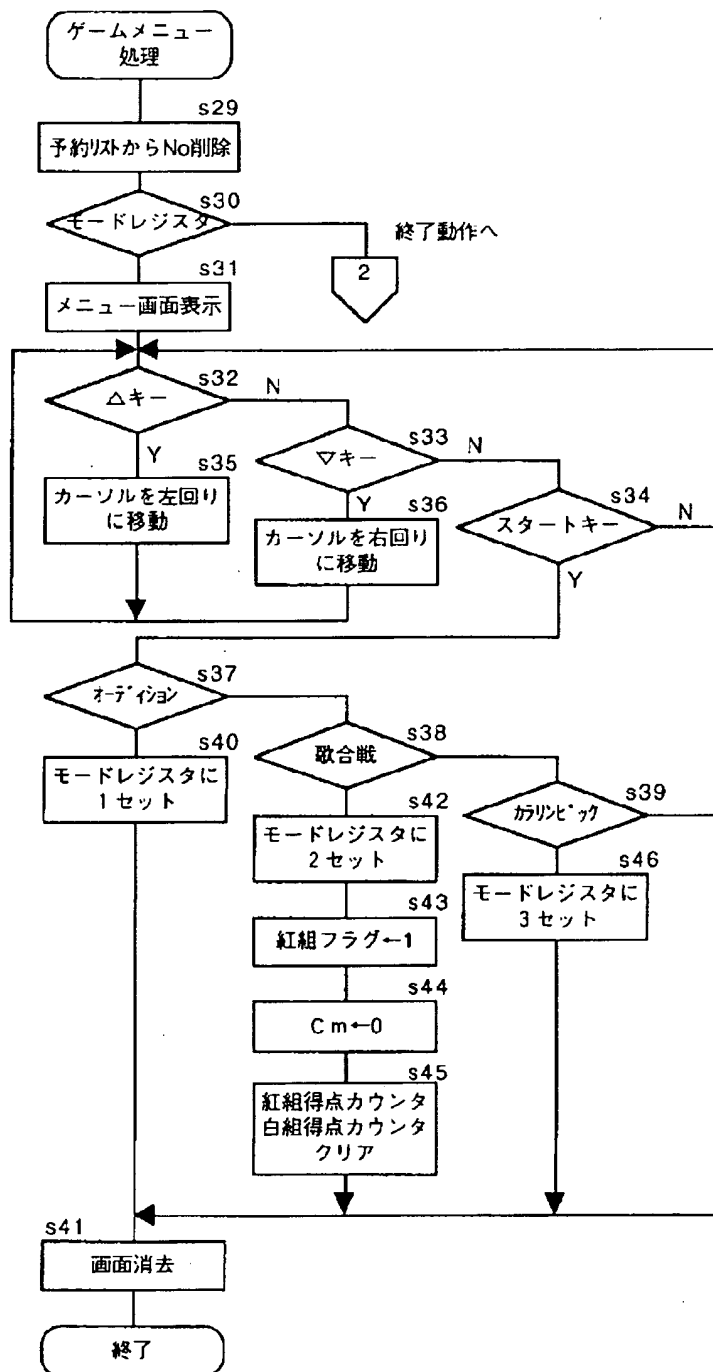 ゲームメニュー
処理
s29
予約リストからNo削除
s30
モードレジスタ
終了動作へ
2
s31
メニュー画面表示
s32
△キー
N
Y
s33
▽キー
N
Y
s34
スタートキー
N
Y
s35
カーソルを左回り
に移動
s36
カーソルを右回り
に移動
s37
オーディション
s38
歌合戦
s39
カラリンピック
s40
モードレジスタに
1セット
s42
モードレジスタに
2セット
s46
モードレジスタに
3セット
s43
紅組フラグ←1
s44
Cm←0
s45
紅組得点カウンタ
白組得点カウンタ
クリア
s41
画面消去
終了